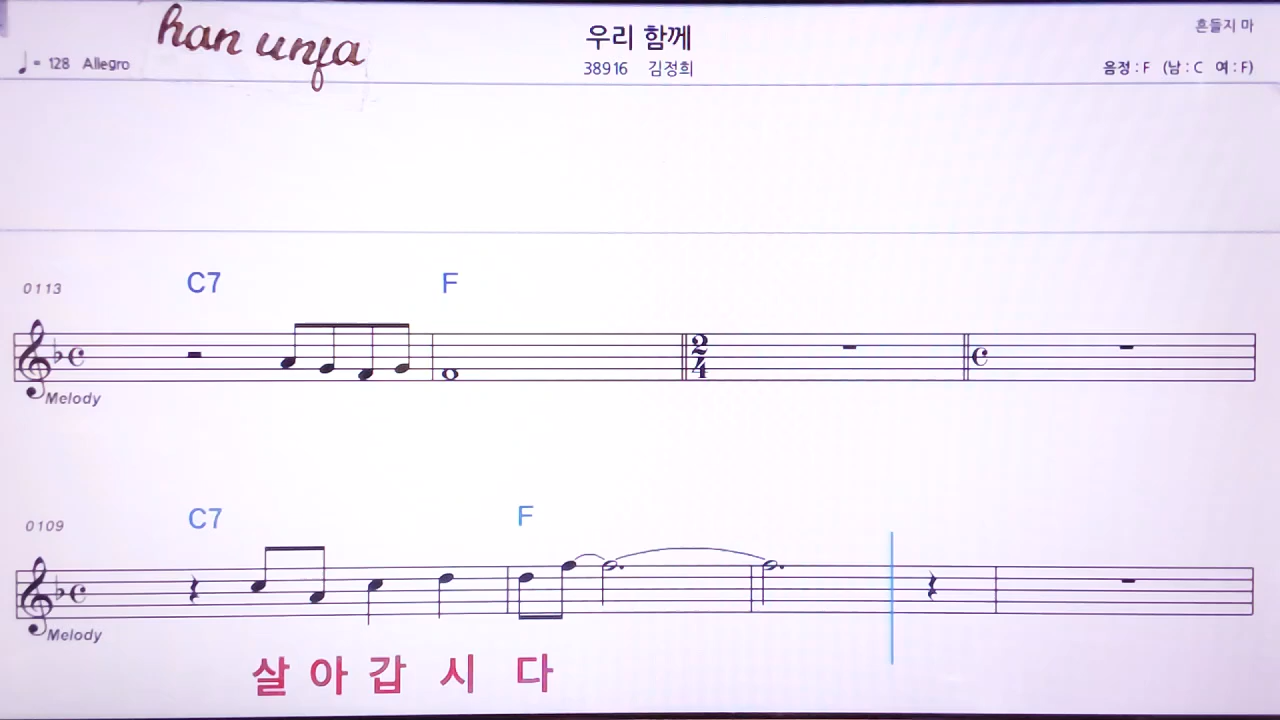 han unfa
우리 함께
흔들지 마
♩= 128 Allegro
38916 김정희
음정 : F (남 : C 여 : F)
0113
C7 F
2
4
Melody
0109
C7 F
Melody
살 아 갑 시 다